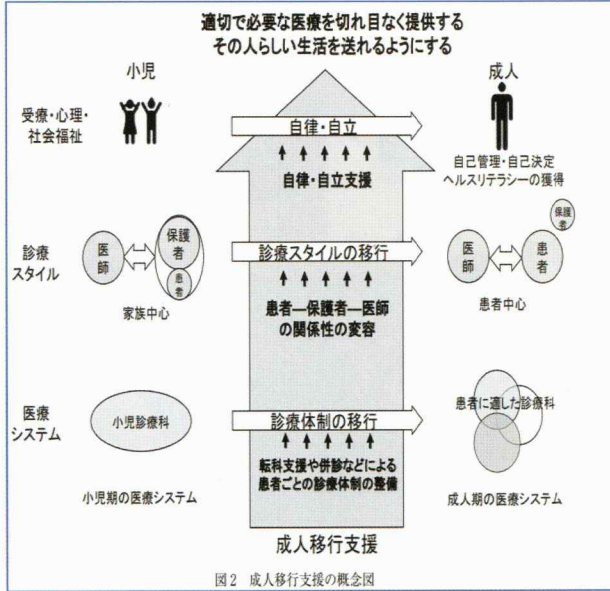 適切で必要な医療を切れ目なく提供する
その人らしい生活を送れるようにする
小児
成人
受療・心理・
社会福祉
自律・自立
自律・自立支援
自己管理・自己決定
ヘルスリテラシーの獲得
診療
スタイル
医師
保護者
患者
家族中心
診療スタイルの移行
患者―保護者―医師
の関係性の変容
医師
患者
保護者
患者中心
医療
システム
小児診療科
小児期の医療システム
診療体制の移行
転科支援や併診などによる
患者ごとの診療体制の整備
患者に適した診療科
成人期の医療システム
成人移行支援
図2 成人移行支援の概念図